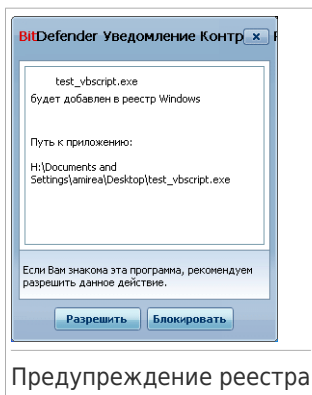 BitDefender Уведомление Контр
test_vbscript.exe
будет добавлен в реестр Windows
Путь к приложению:
H:\Documents and
Settings\amirea\Desktop\test_vbscript.exe
Если Вам знакома эта программа, рекомендуем
разрешить данное действие.
Разрешить Блокировать
Предупреждение реестра